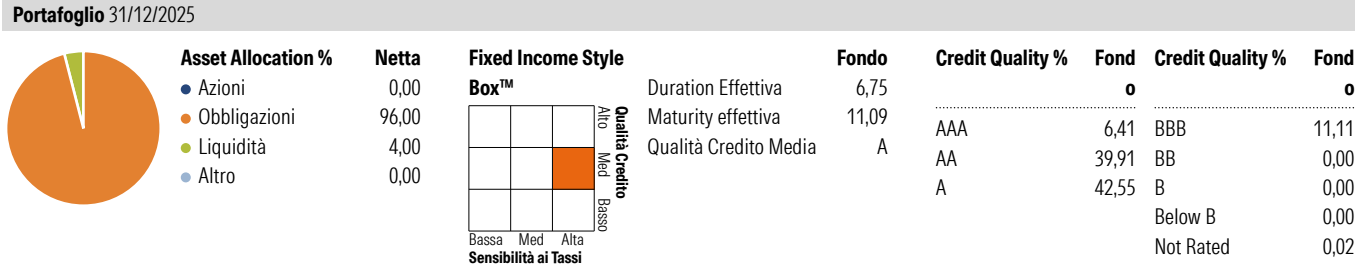 Portafoglio 31/12/2025
Asset Allocation % Netta
Azioni 0,00
Obbligazioni 96,00
Liquidità 4,00
Altro 0,00
Fixed Income Style
Box™
Alto Med Basso
Qualità Credito
Bassa Med Alta
Sensibilità ai Tassi
Fondo
Duration Effettiva 6,75
Maturity effettiva 11,09
Qualità Credito Media A
Credit Quality % Fond
o
AAA 6,41
AA 39,91
A 42,55
Credit Quality % Fond
o
BBB 11,11
BB 0,00
B 0,00
Below B 0,00
Not Rated 0,02